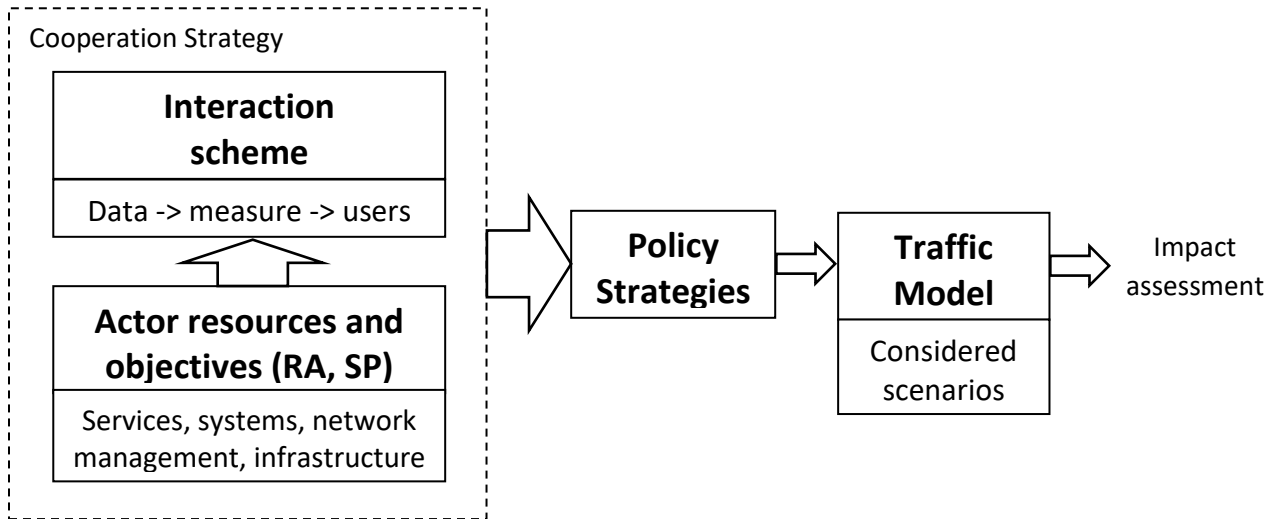 Cooperation Strategy
Interaction
scheme
Data -> measure -> users
Actor resources and
objectives (RA, SP)
Services, systems, network
management, infrastructure
Policy
Strategies
Traffic
Model
Considered
scenarios
Impact
assessment